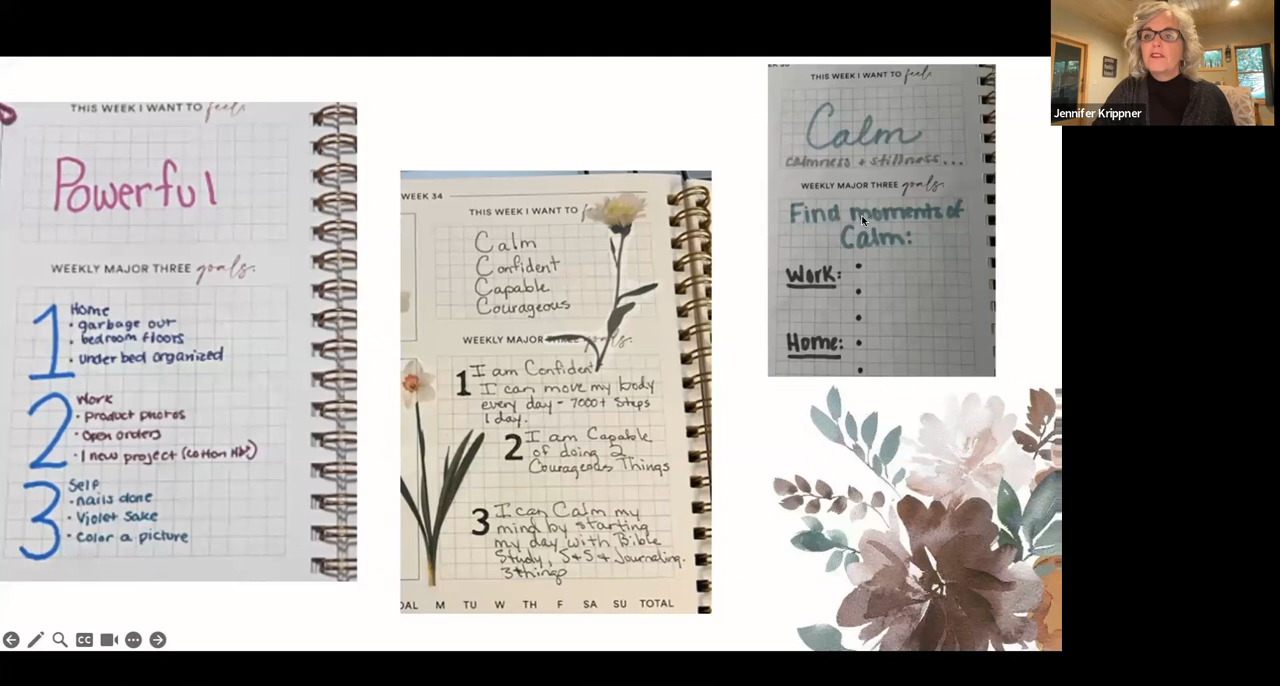 THIS WEEK I WANT TO feel:
Powerful
WEEKLY MAJOR THREE goals:
1
Home
• garbage out
• bedroom floors
• under bed organized
2
Work
• product photos
• Open orders
• 1 new project (cotton
3
Self
• nails done
• Violet Sake
• color a picture
WEEK 34
THIS WEEK I WANT TO
Calm
Confident
Capable
Courageous
WEEKLY MAJOR THREE goals:
1 I am Confident
I can move my body
every day - 7000+ Steps
1 day.
2 I am Capable
of doing 2
Courageous Things
3 I can Calm my
mind by starting
my day with Bible
Study, S+S + Journaling.
3 things
M TU W TH F SA SU TOTAL
THIS WEEK I WANT TO feel:
Calm
calmness + stillness...
WEEKLY MAJOR THREE goals:
Find moments of
Calm:
Work: •
•
•
Home: •
•
CC
Jennifer Krippner